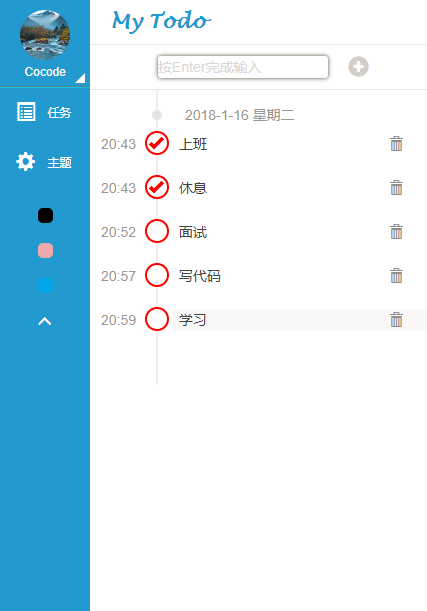 My Todo
Cocode
按Enter完成输入
任务
主题
2018-1-16 星期二
20:43 上班
20:43 休息
20:52 面试
20:57 写代码
20:59 学习